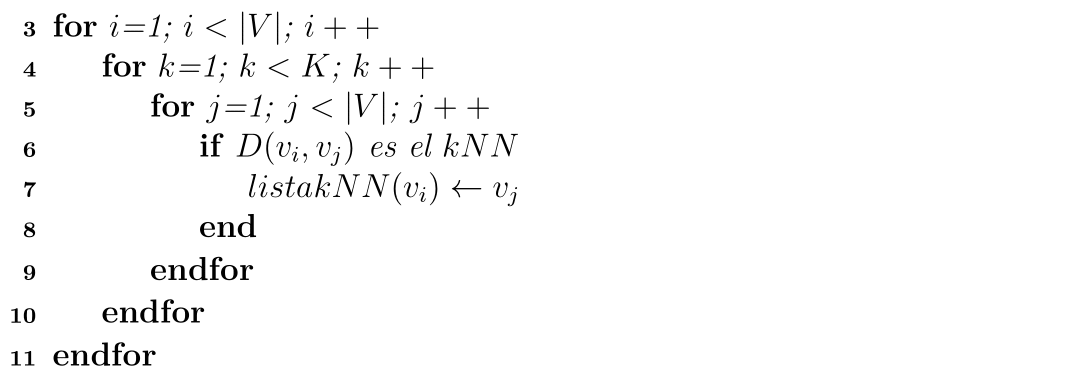 3 for i=1; i < |V|; i + +
4 for k=1; k < K; k + +
5 for j=1; j < |V|; j + +
6 if D(v_i, v_j) es el kNN
7 listakNN(v_i) ← v_j
8 end
9 endfor
10 endfor
11 endfor